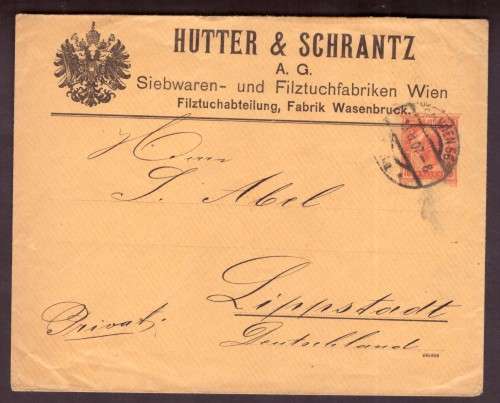 HUTTER & SCHRANTZ
A. G.
Siebwaren- und Filztuchfabriken Wien
Filztuchabteilung, Fabrik Wasenbruck.
Herrn
J. Abel
Lippstadt
Privat.
Deutschland